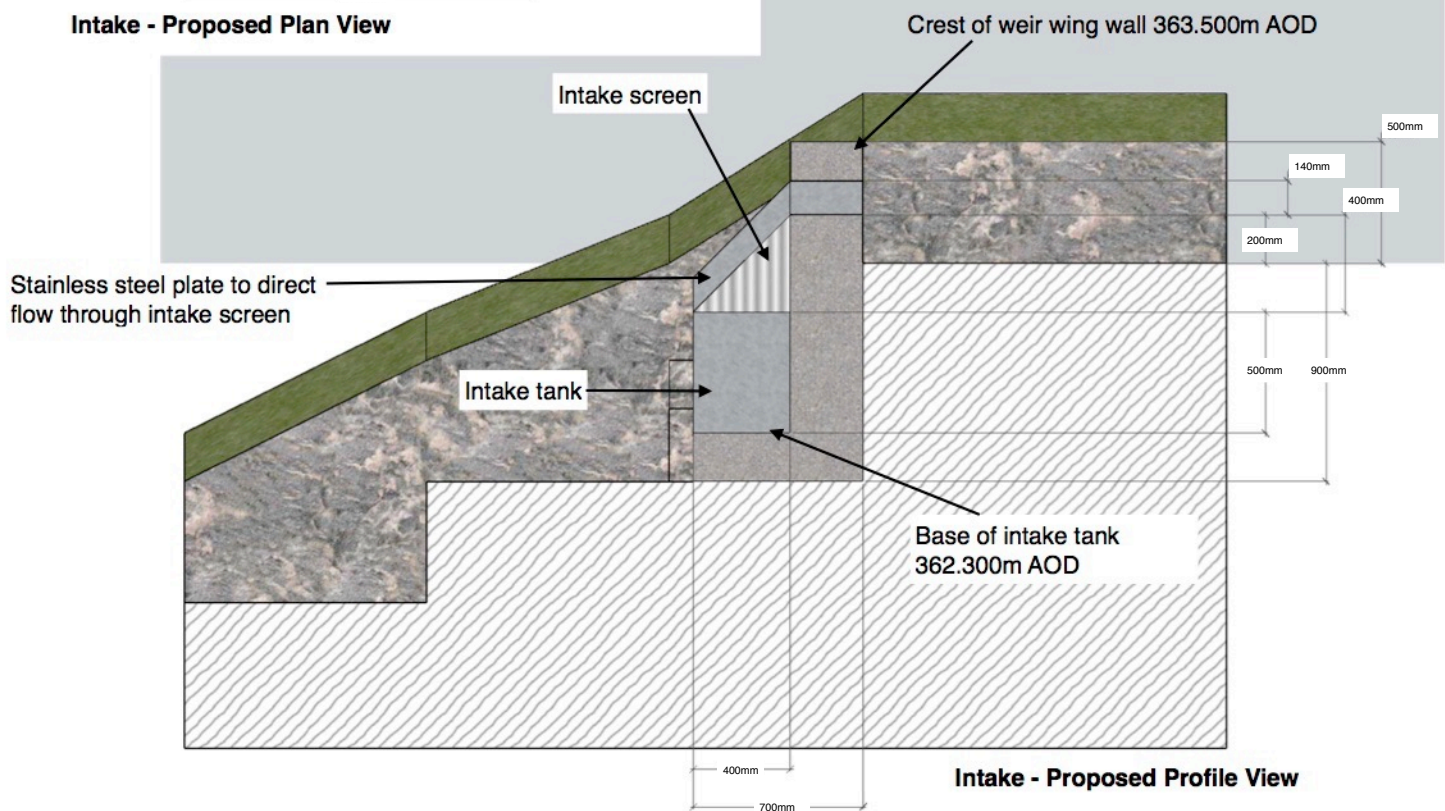 Intake - Proposed Plan View
Crest of weir wing wall 363.500m AOD
Intake screen
500mm
140mm
400mm
200mm
Stainless steel plate to direct
flow through intake screen
500mm
900mm
Intake tank
Base of intake tank
362.300m AOD
400mm
Intake - Proposed Profile View
700mm